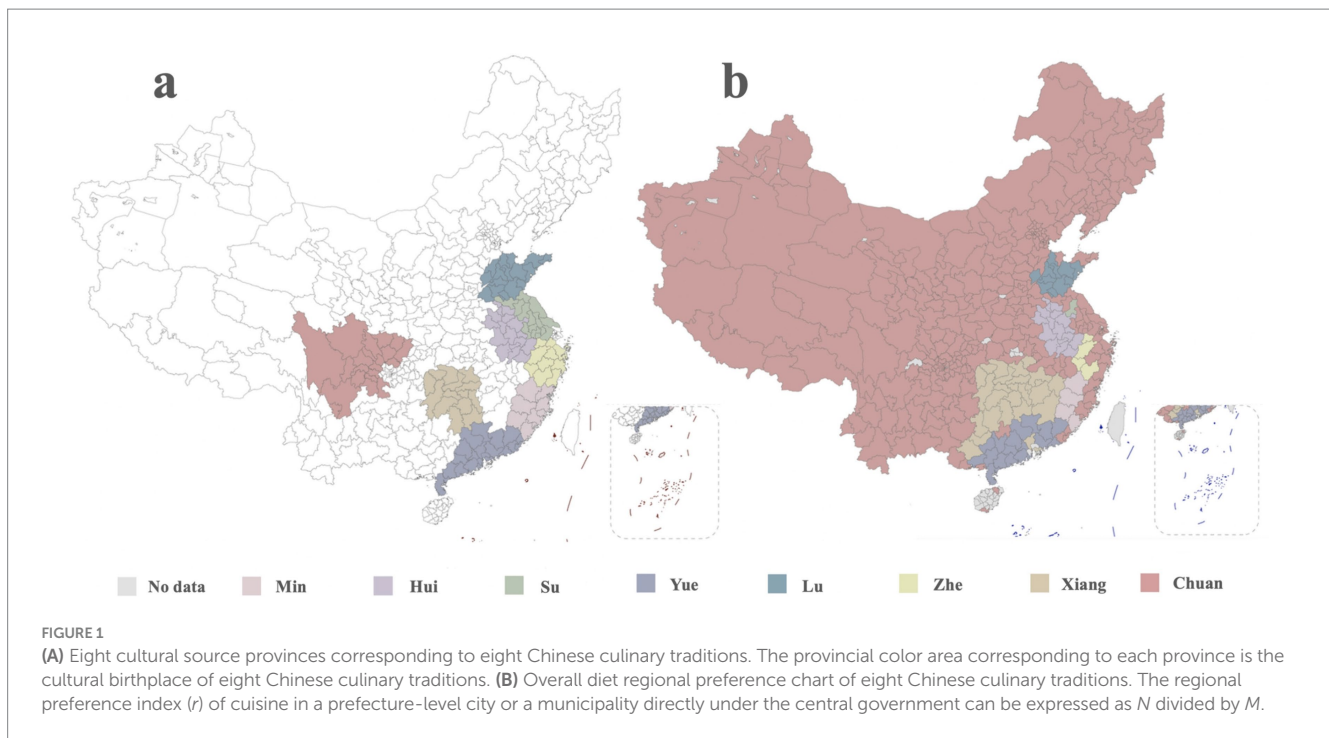 a
b
No data Min Hui Su Yue Lu Zhe Xiang Chuan
FIGURE 1
(A) Eight cultural source provinces corresponding to eight Chinese culinary traditions. The provincial color area corresponding to each province is the
cultural birthplace of eight Chinese culinary traditions. (B) Overall diet regional preference chart of eight Chinese culinary traditions. The regional
preference index (r) of cuisine in a prefecture-level city or a municipality directly under the central government can be expressed as N divided by M.